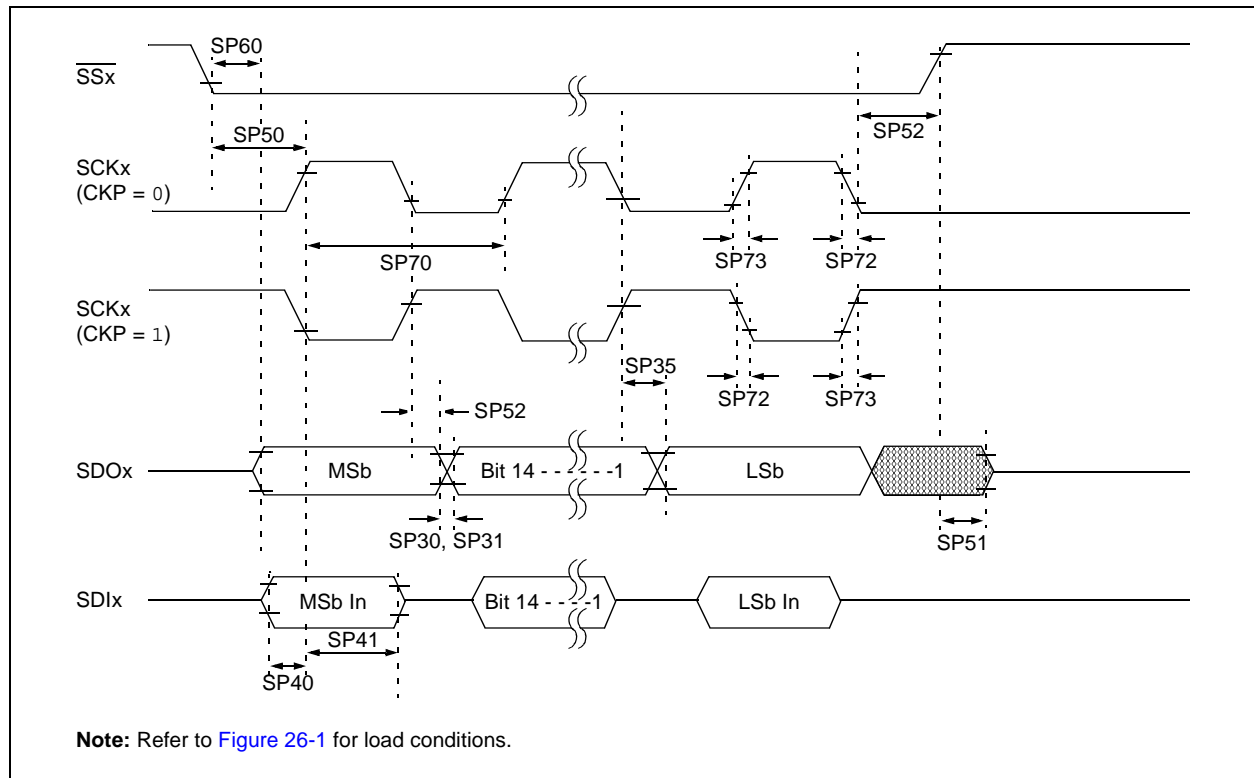 SP60
SSx
SP50
SP52
SCKx
(CKP = 0)
SP70
SP73
SP72
SCKx
(CKP = 1)
SP35
SP72
SP73
SP52
SDOx
MSb
Bit 14 - - - - - -1
LSb
SP30, SP31
SP51
SDIx
MSb In
Bit 14 - - - -1
LSb In
SP41
SP40
Note: Refer to Figure 26-1 for load conditions.